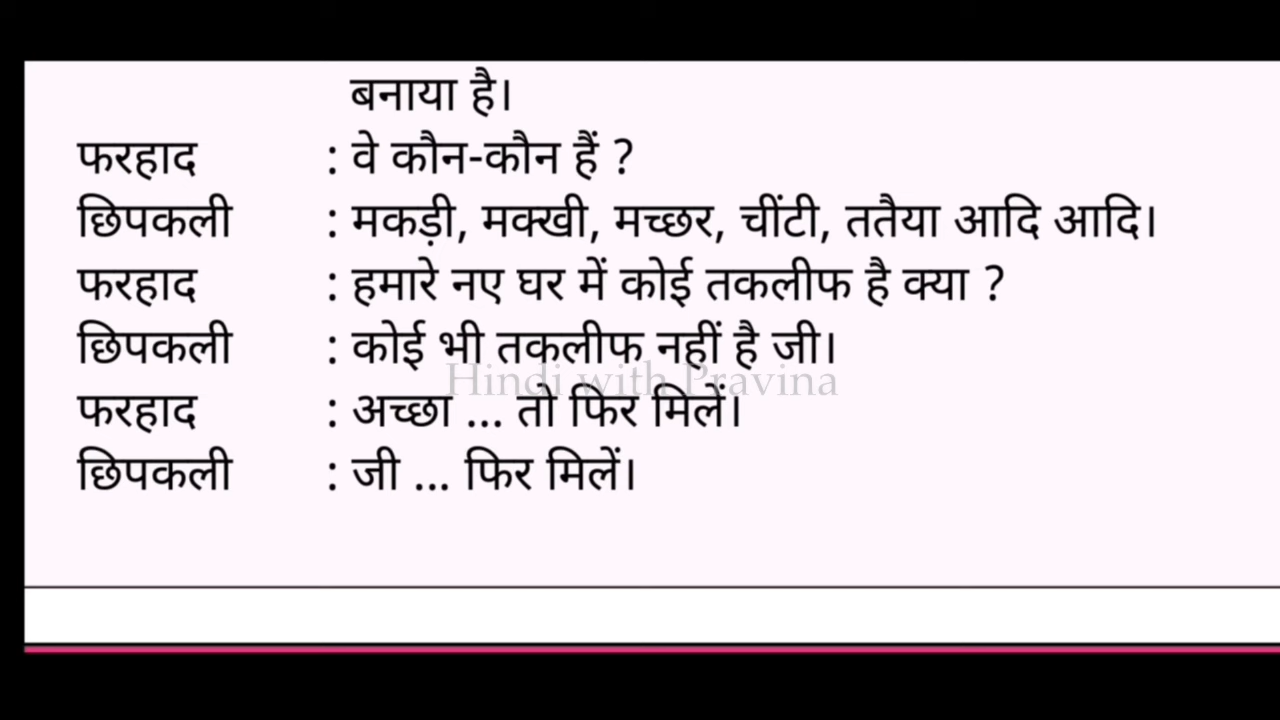 बनाया है।
फरहाद : वे कौन-कौन हैं ?
छिपकली : मकड़ी, मक्खी, मच्छर, चींटी, ततैया आदि आदि।
फरहाद : हमारे नए घर में कोई तकलीफ है क्या ?
छिपकली : कोई भी तकलीफ नहीं है जी।
Hindi with Pravina
फरहाद : अच्छा ... तो फिर मिलें।
छिपकली : जी ... फिर मिलें।